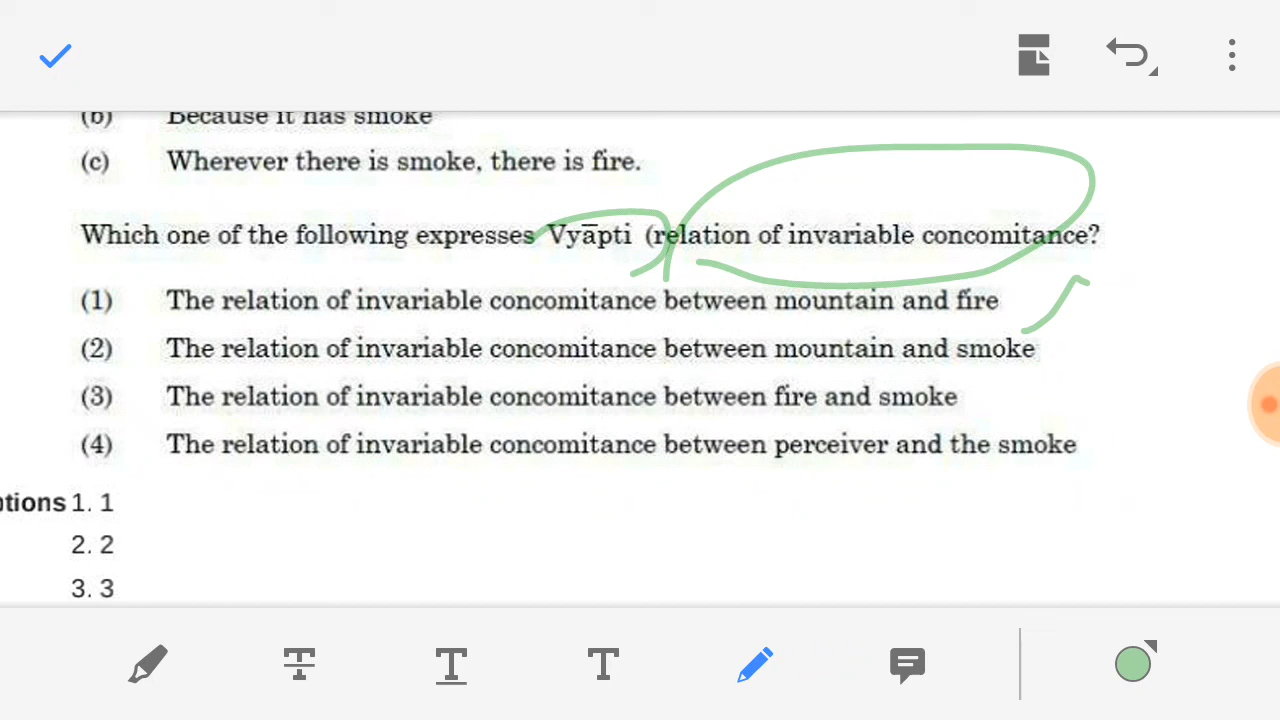 (b) Because it has smoke
(c) Wherever there is smoke, there is fire.
Which one of the following expresses Vyāpti (relation of invariable concomitance?
(1) The relation of invariable concomitance between mountain and fire
(2) The relation of invariable concomitance between mountain and smoke
(3) The relation of invariable concomitance between fire and smoke
(4) The relation of invariable concomitance between perceiver and the smoke
ptions 1. 1
2. 2
3. 3
T
T
T